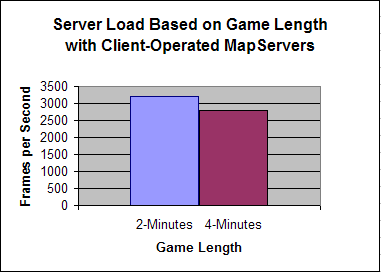 Server Load Based on Game Length
with Client-Operated MapServers
Frames per Second
3500
3000
2500
2000
1500
1000
500
0
2-Minutes 4-Minutes
Game Length